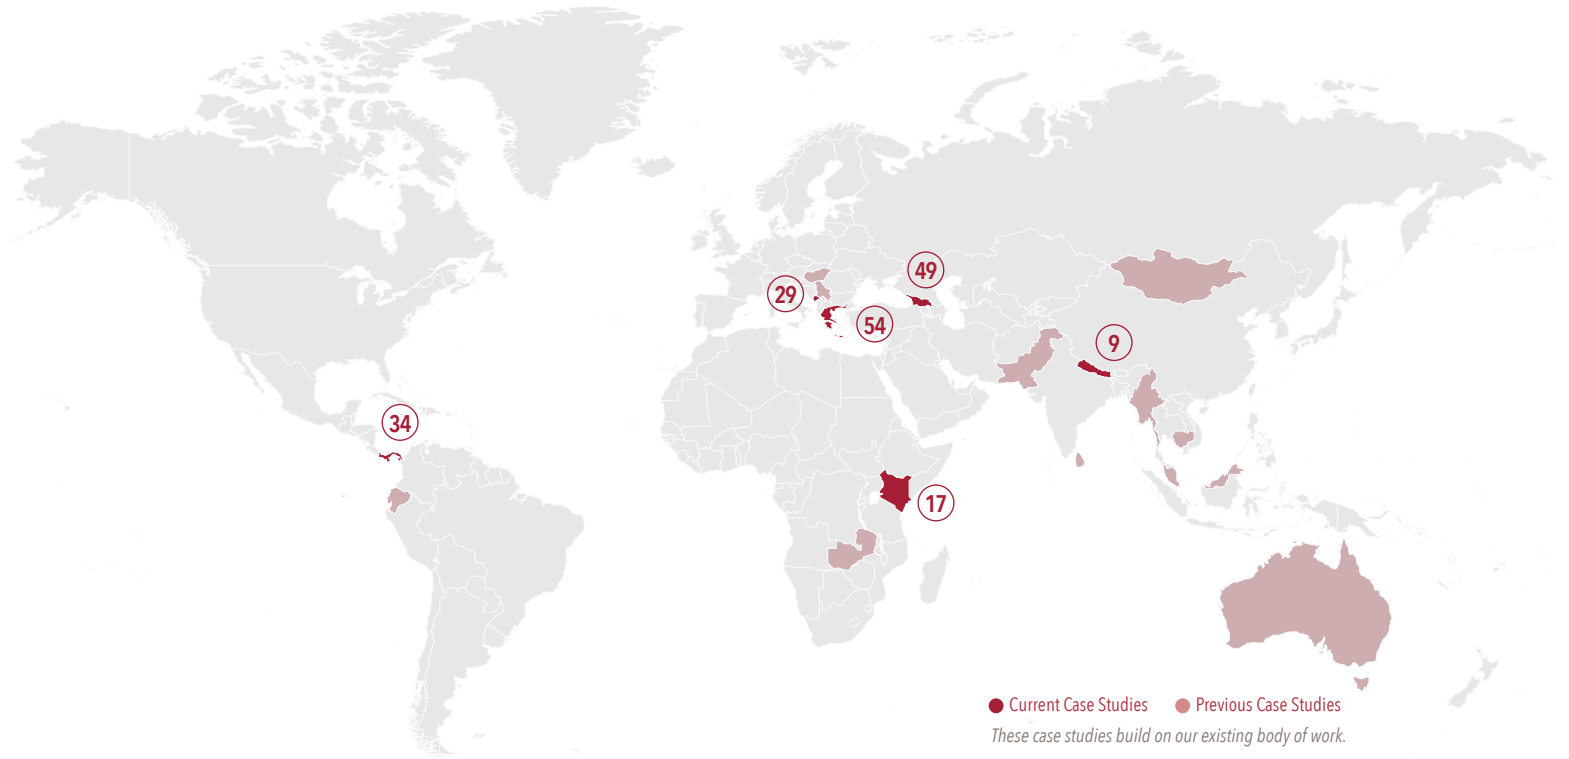 49
29
54
9
34
17
Current Case Studies
Previous Case Studies
These case studies build on our existing body of work.